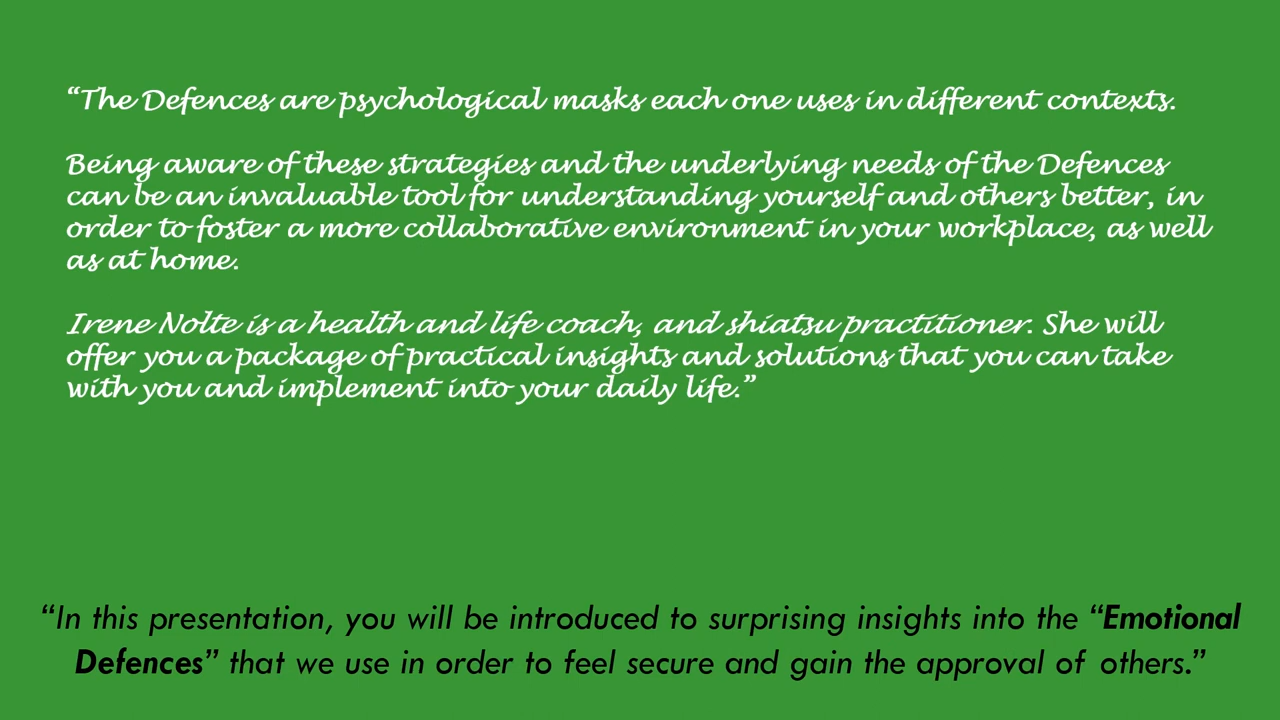 “The Defences are psychological masks each one uses in different contexts.
Being aware of these strategies and the underlying needs of the Defences
can be an invaluable tool for understanding yourself and others better, in
order to foster a more collaborative environment in your workplace, as well
as at home.
Irene Nolte is a health and life coach, and shiatsu practitioner. She will
offer you a package of practical insights and solutions that you can take
with you and implement into your daily life.”
“In this presentation, you will be introduced to surprising insights into the “Emotional
Defences” that we use in order to feel secure and gain the approval of others.”